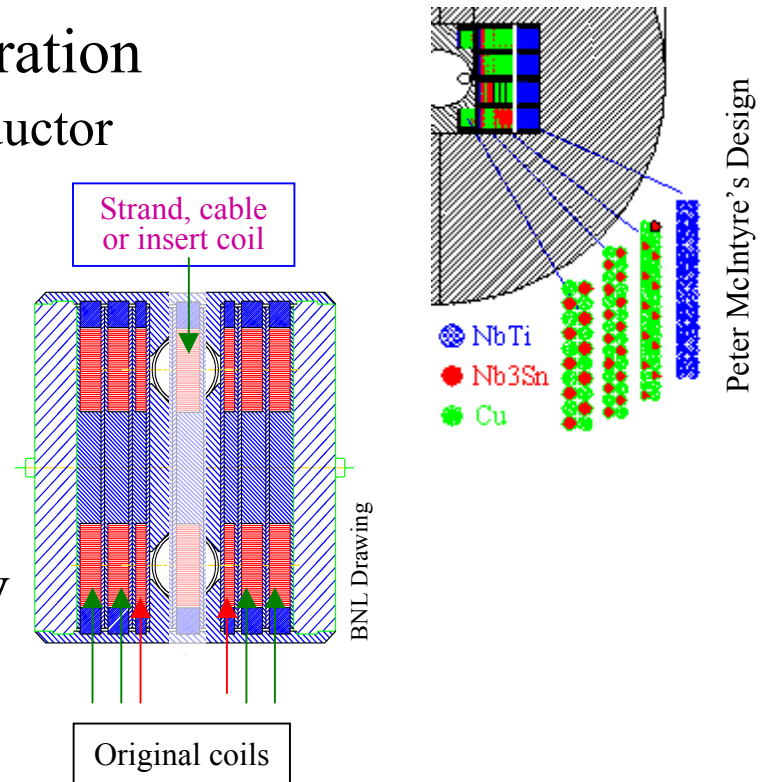 ration
uctor
Strand, cable
or insert coil
NbTi
Nb3Sn
Cu
Peter McIntyre’s Design
BNL Drawing
y
Original coils